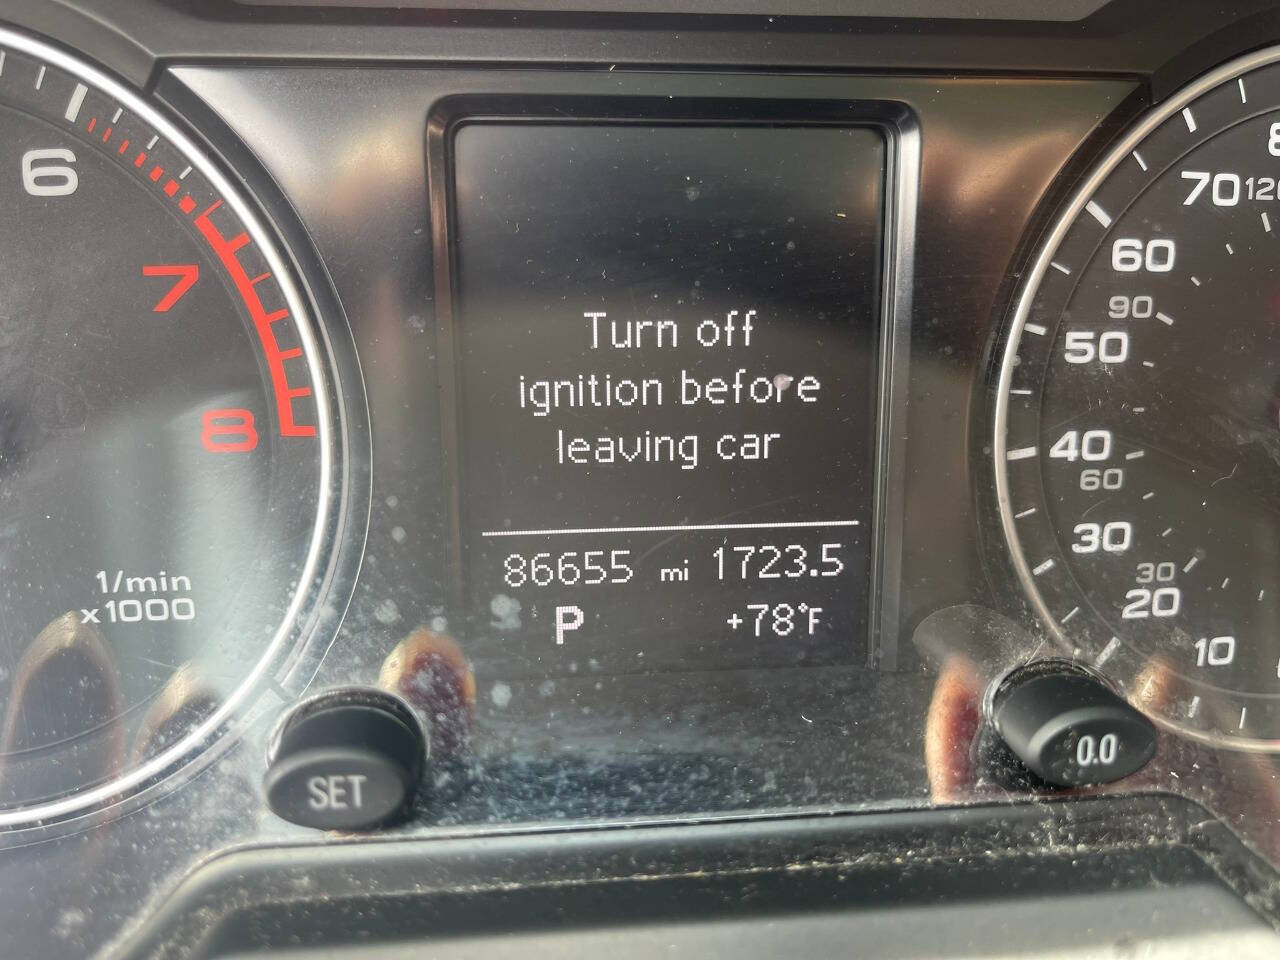 6
7
8
1/min
x1000
Turn off
ignition before
leaving car
86655 mi 1723.5
P +78°F
SET
0.0
70
60
90
50
40
60
30
30
20
10